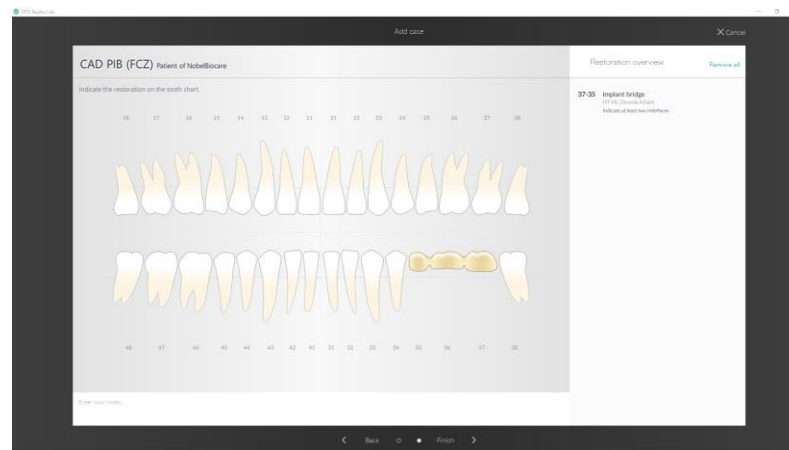 DTX Studio Lab
Add case
Cancel
CAD PIB (FCZ) Patient of NobelBiocare
Restoration overview
Remove all
Indicate the restoration on the tooth chart.
37-35 Implant bridge
Indicate at least two interfaces
18 17 16 15 14 13 12 11 21 22 23 24 25 26 27 28
48 47 46 45 44 43 42 41 31 32 33 34 35 36 37 38
Enter your notes...
Back
Finish